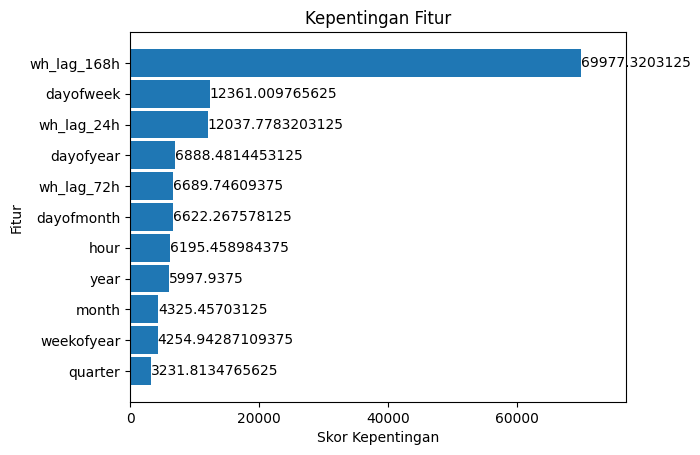 Kepentingan Fitur
Fitur
wh_lag_168h 69977.3203125
dayofweek 12361.009765625
wh_lag_24h 12037.7783203125
dayofyear 6888.4814453125
wh_lag_72h 6689.74609375
dayofmonth 6622.267578125
hour 6195.458984375
year 5997.9375
month 4325.45703125
weekofyear 4254.94287109375
quarter 3231.8134765625
0 20000 40000 60000
Skor Kepentingan